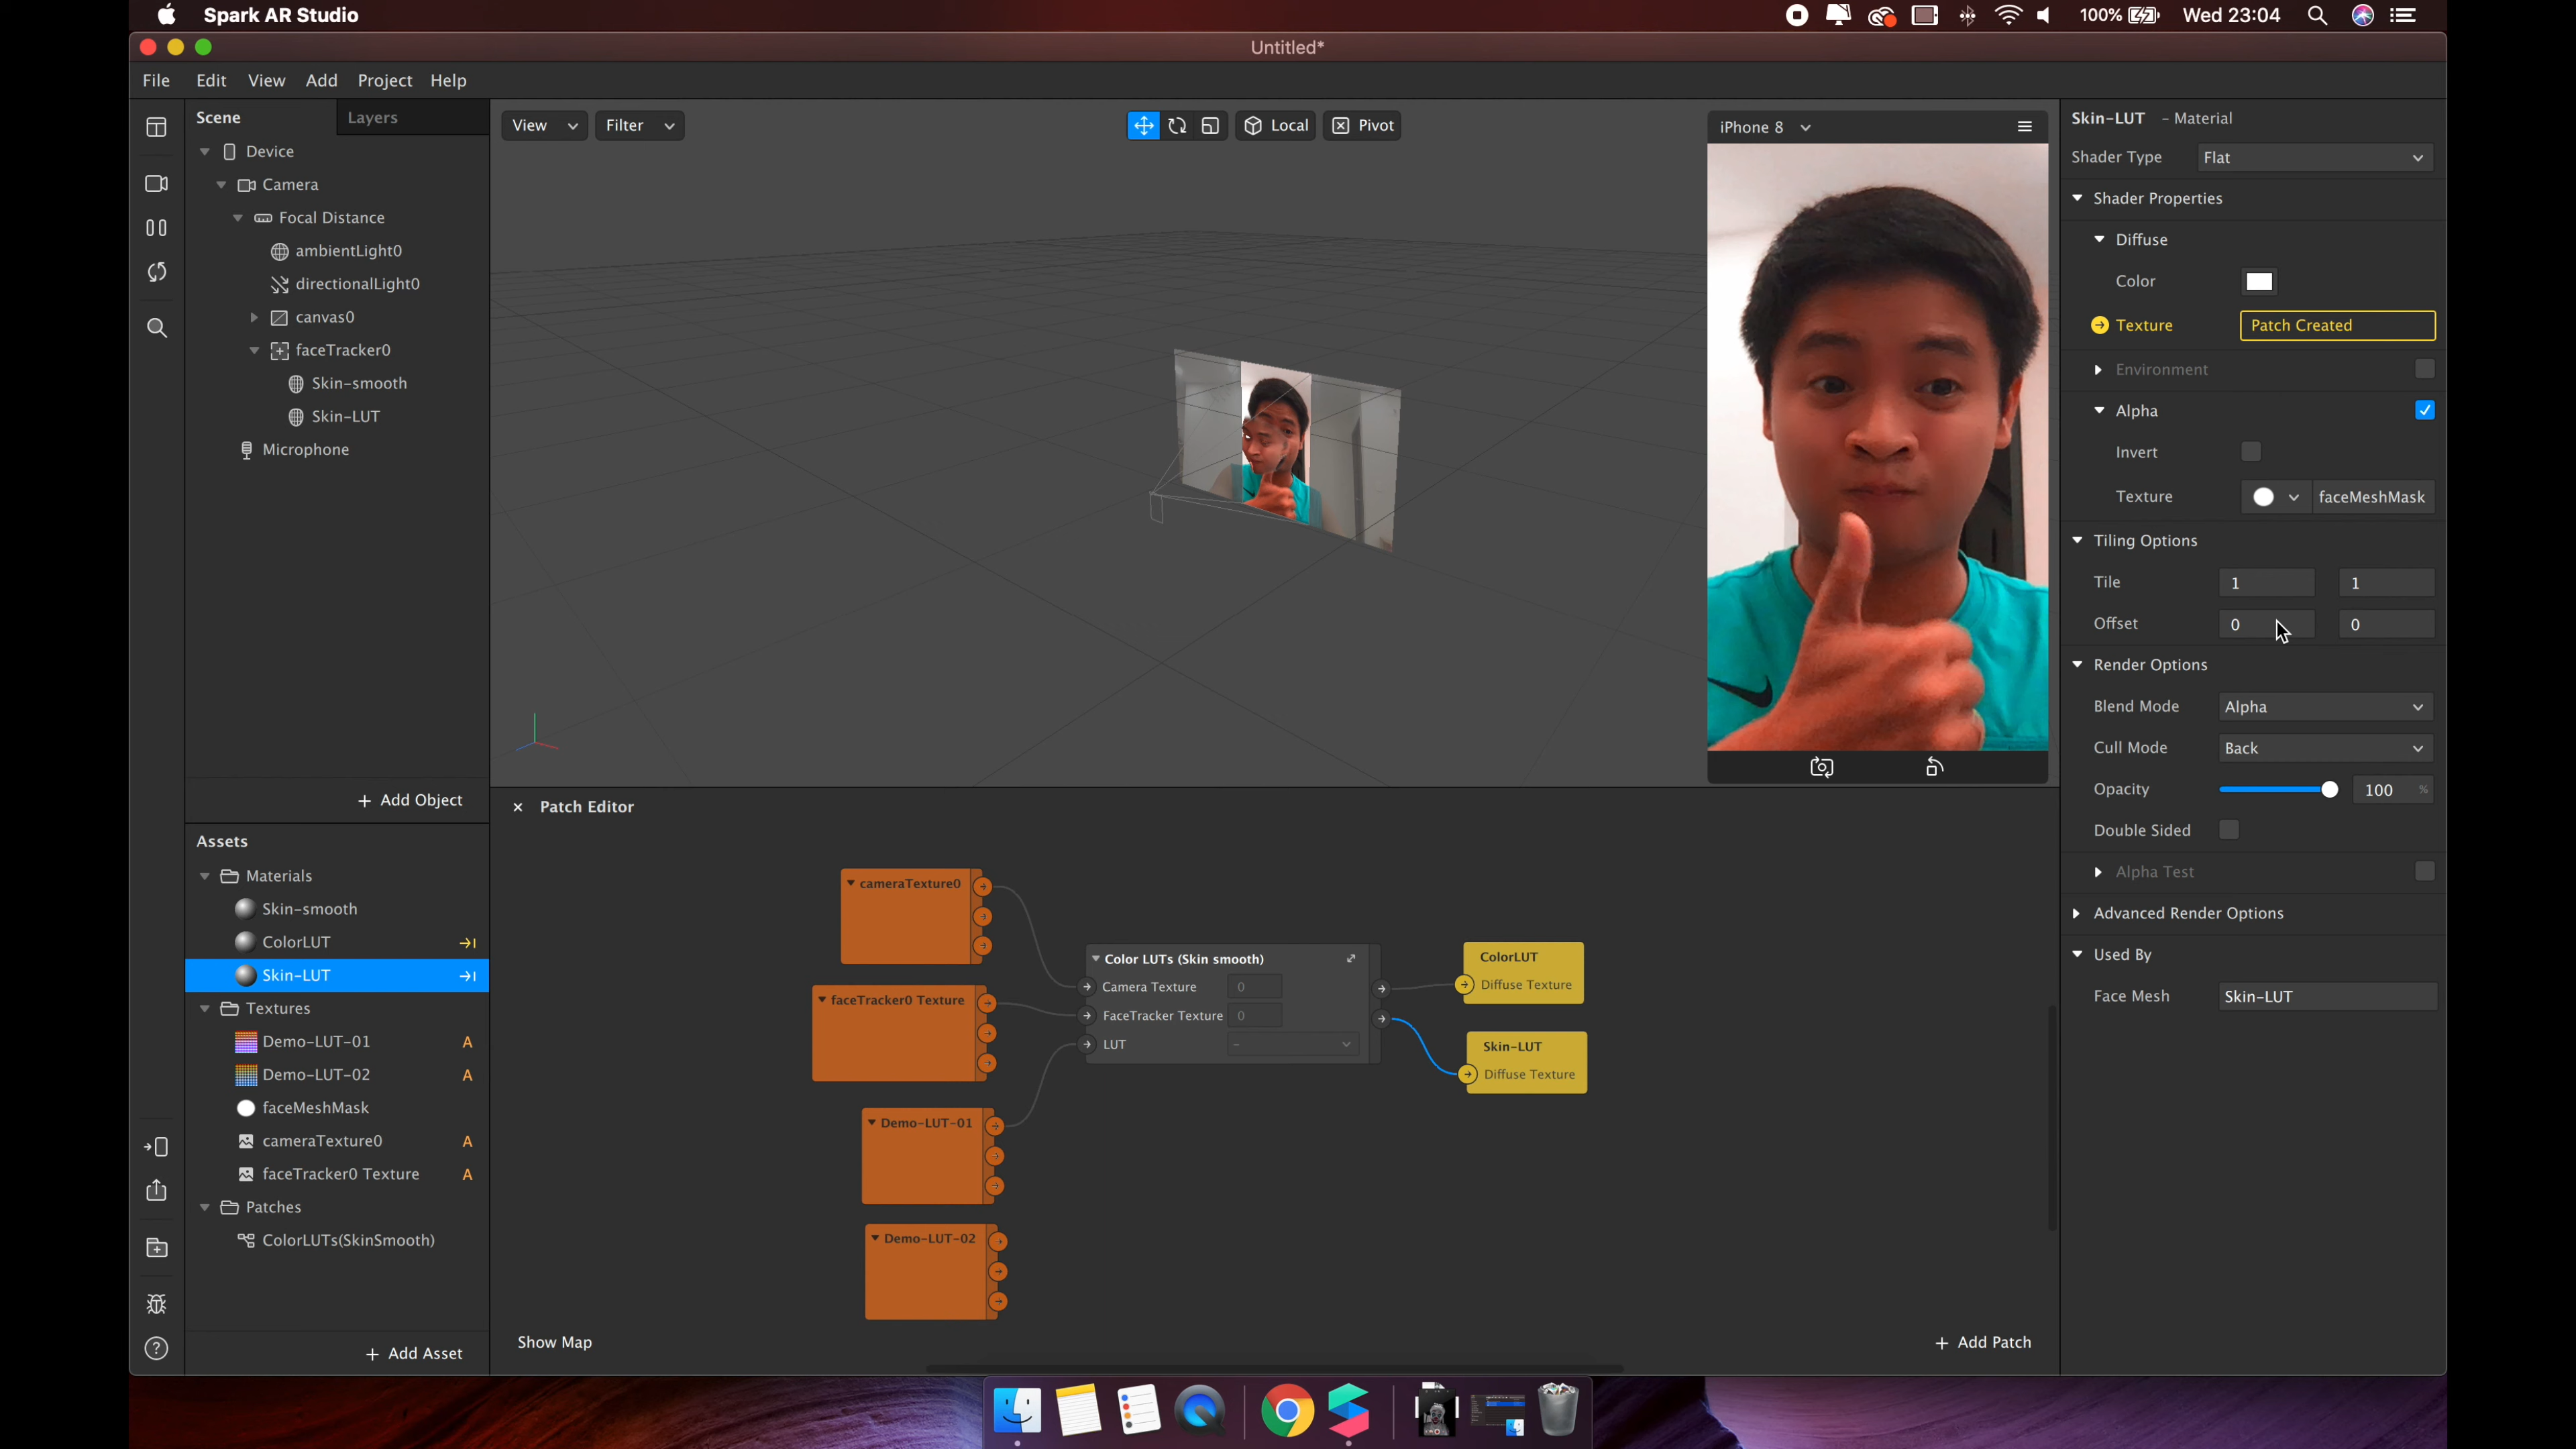 Spark AR Studio
100%
Wed 23:04
Untitled*
File Edit View Add Project Help
Scene
Layers
Device
Camera
Focal Distance
ambientLight0
directionalLight0
canvas0
faceTracker0
Skin-smooth
Skin-LUT
Microphone
+ Add Object
Assets
Materials
Skin-smooth
ColorLUT
Skin-LUT
Textures
Demo-LUT-01 A
Demo-LUT-02 A
faceMeshMask
cameraTexture0 A
faceTracker0 Texture A
Patches
ColorLUTs(SkinSmooth)
+ Add Asset
View
Filter
Local
Pivot
iPhone 8
Patch Editor
cameraTexture0
faceTracker0 Texture
Demo-LUT-01
Demo-LUT-02
Color LUTs (Skin smooth)
Camera Texture 0
FaceTracker Texture 0
LUT -
ColorLUT
Diffuse Texture
Skin-LUT
Diffuse Texture
Show Map
+ Add Patch
Skin-LUT - Material
Shader Type Flat
Shader Properties
Diffuse
Color
Texture Patch Created
Environment
Alpha
Invert
Texture faceMeshMask
Tiling Options
Tile 1 1
Offset 0 0
Render Options
Blend Mode Alpha
Cull Mode Back
Opacity 100 %
Double Sided
Alpha Test
Advanced Render Options
Used By
Face Mesh Skin-LUT